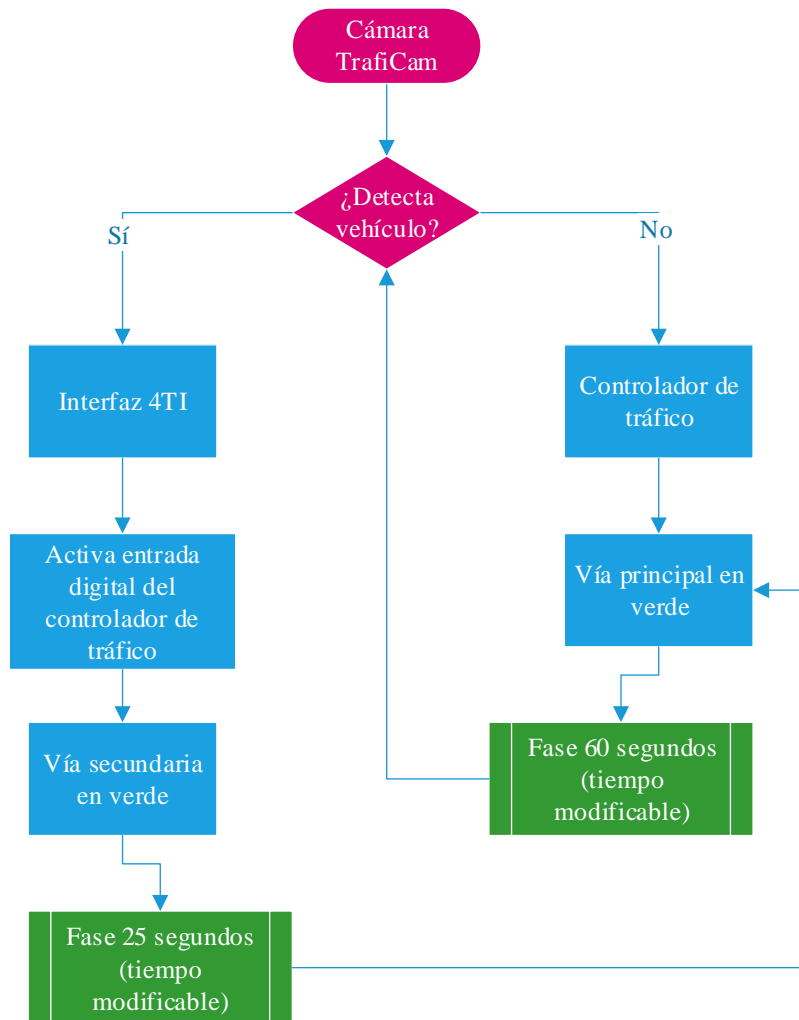 Cámara
TrafiCam
¿Detecta
vehículo?
Sí
No
Interfaz 4TI
Controlador de
tráfico
Activa entrada
digital del
controlador de
tráfico
Vía principal en
verde
Vía secundaria
en verde
Fase 60 segundos
(tiempo
modificable)
Fase 25 segundos
(tiempo
modificable)